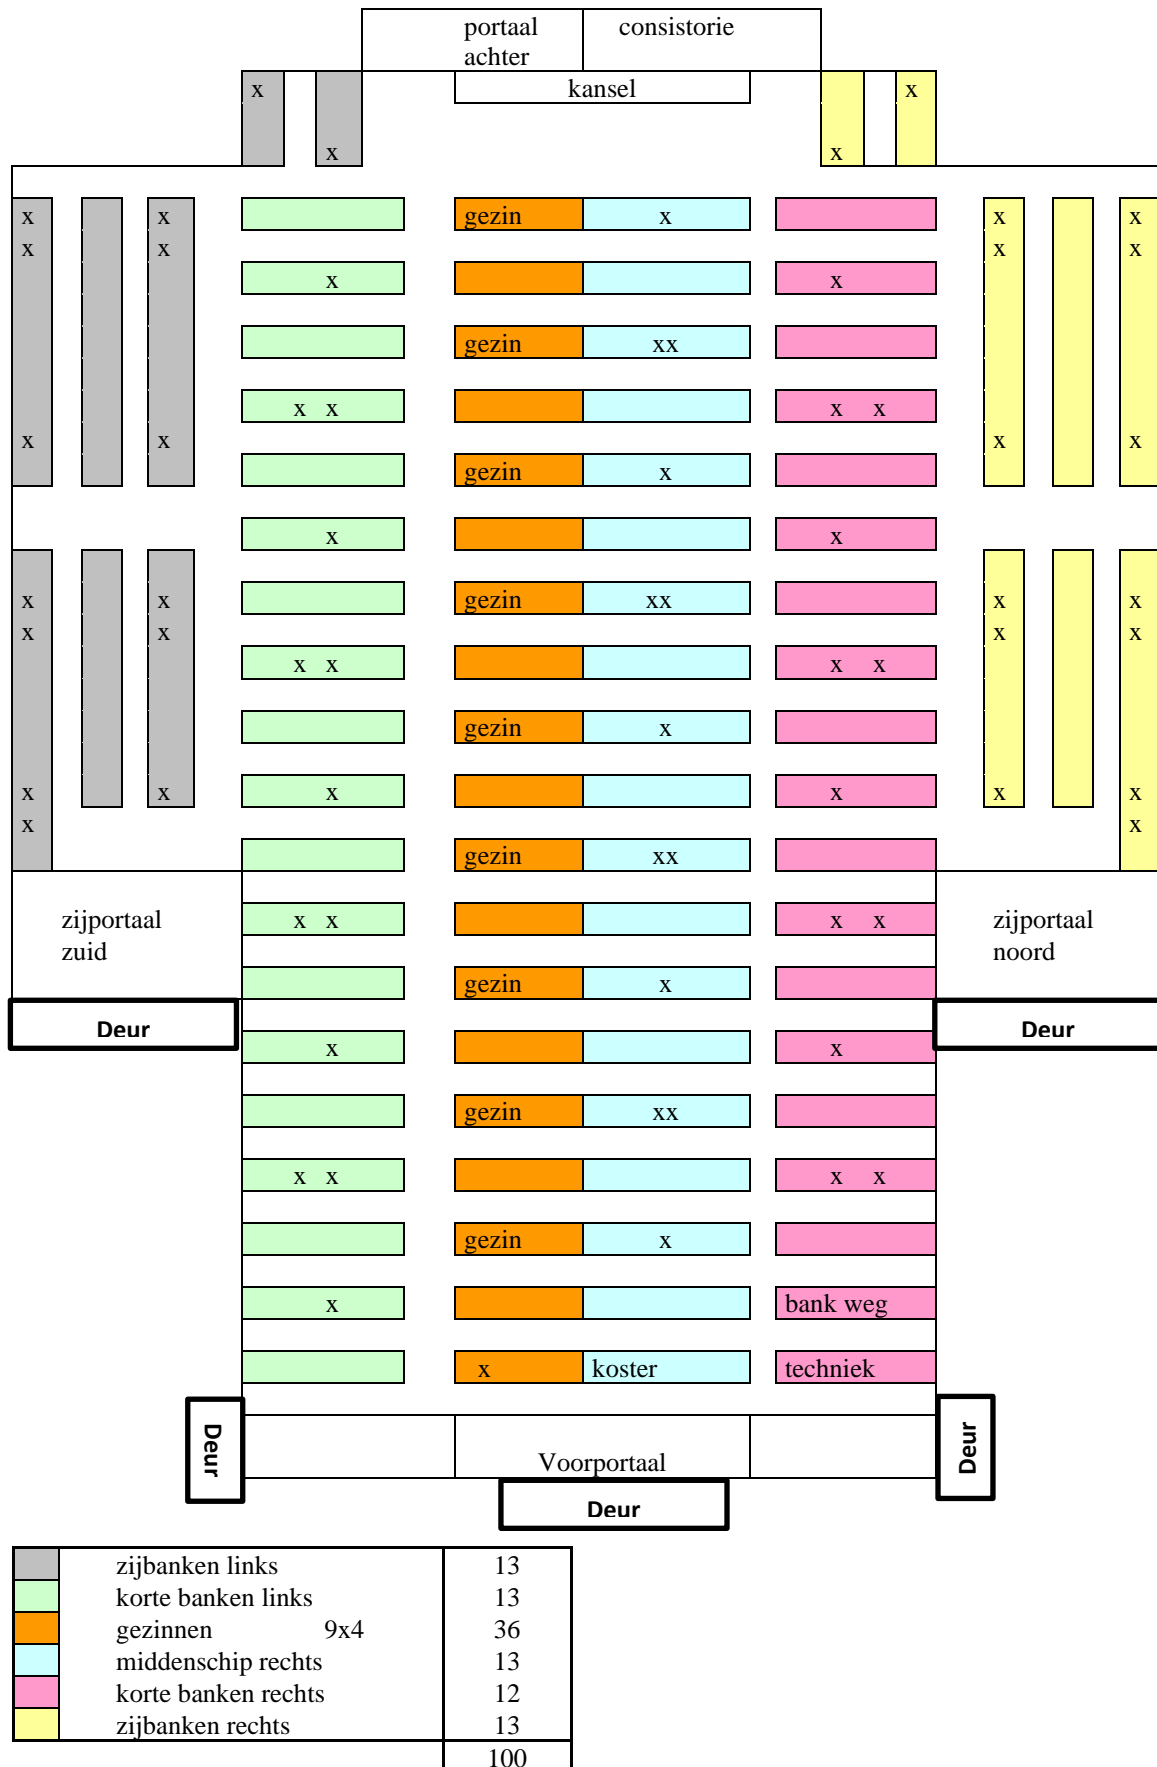 portaal consistorie
achter
x kansel x
x x
x x gezin x x x
x x x x
x x
gezin xx
x x x x
x x x x
gezin x
x x
x x gezin xx x x
x x x x
x x x x
gezin x
x x x x x x
x x
gezin xx
zijportaal x x x x zijportaal
zuid noord
gezin x
Deur Deur
x x
gezin xx
x x x x
gezin x
x bank weg
x koster techniek
Deur Deur
Voorportaal
Deur
zijbanken links 13
korte banken links 13
gezinnen 9x4 36
middenschip rechts 13
korte banken rechts 12
zijbanken rechts 13
100